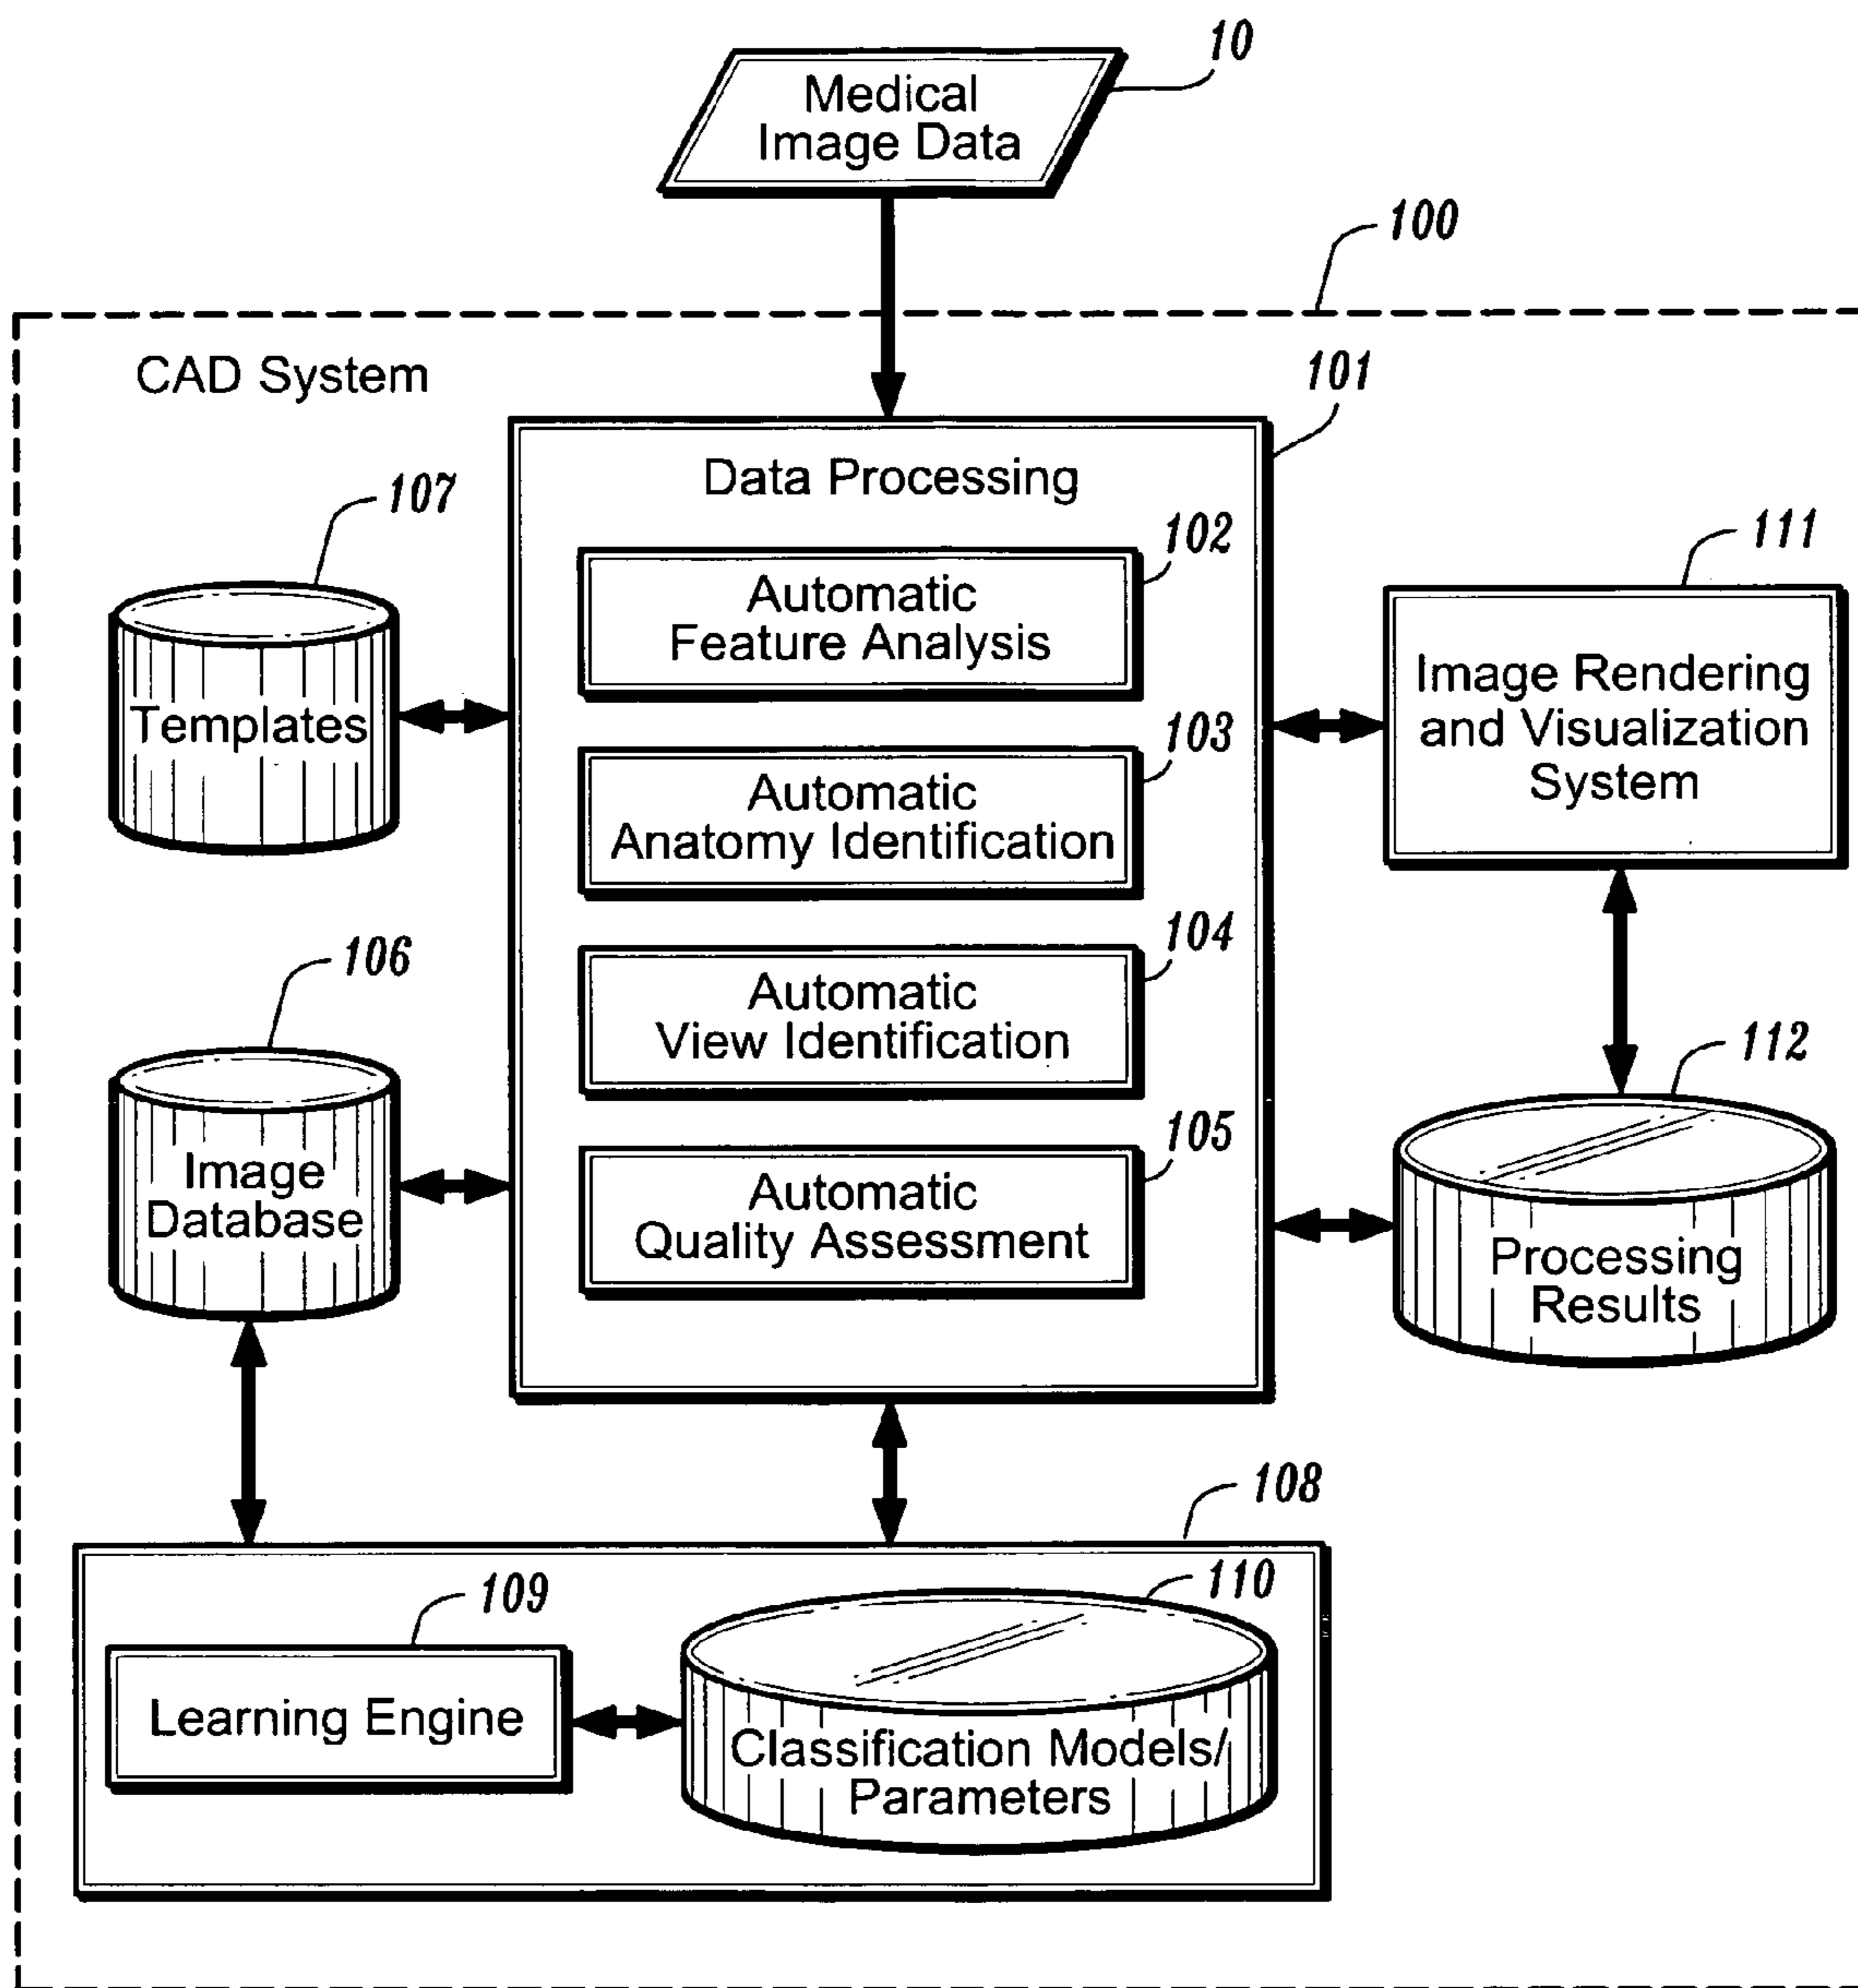 10
Medical
Image Data
100
CAD System
101
Data Processing
107
102
Automatic
Feature Analysis
111
Templates
Image Rendering
and Visualization
System
103
Automatic
Anatomy Identification
106
104
Automatic
View Identification
112
Image
Database
105
Automatic
Quality Assessment
Processing
Results
108
109
110
Learning Engine
Classification Models/
Parameters